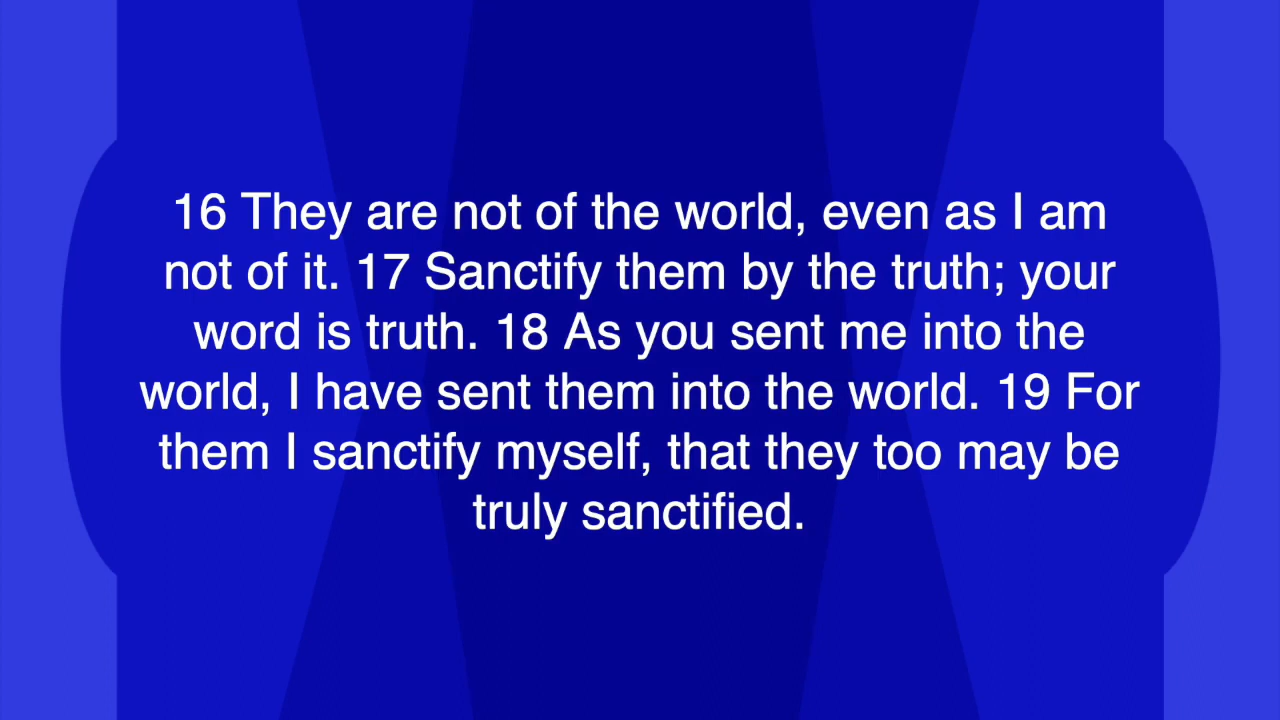 16 They are not of the world, even as I am
not of it. 17 Sanctify them by the truth; your
word is truth. 18 As you sent me into the
world, I have sent them into the world. 19 For
them I sanctify myself, that they too may be
truly sanctified.